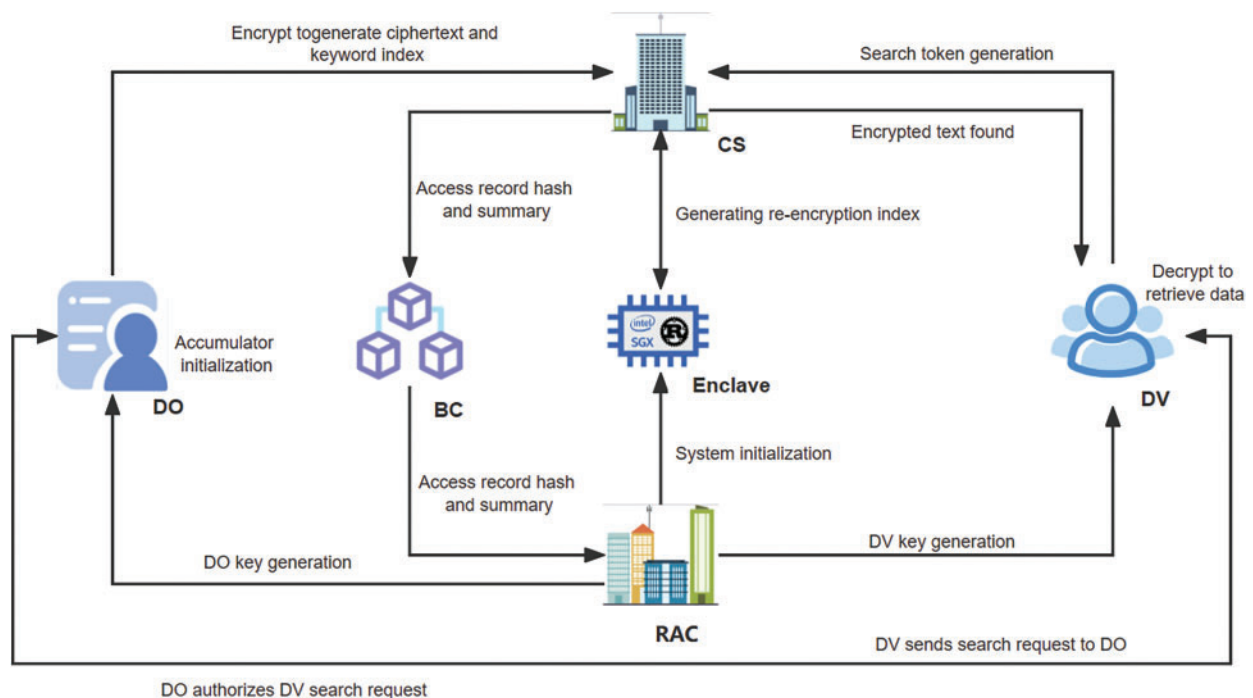 Encrypt togenerate ciphertext and
keyword index
Search token generation
CS
Encrypted text found
Access record hash
and summary
Generating re-encryption index
Decrypt to
retrieve data
Accumulator
initialization
DO
BC
intel
SGX
R
Enclave
DV
System initialization
Access record hash
and summary
DO key generation
DV key generation
RAC
DV sends search request to DO
DO authorizes DV search request